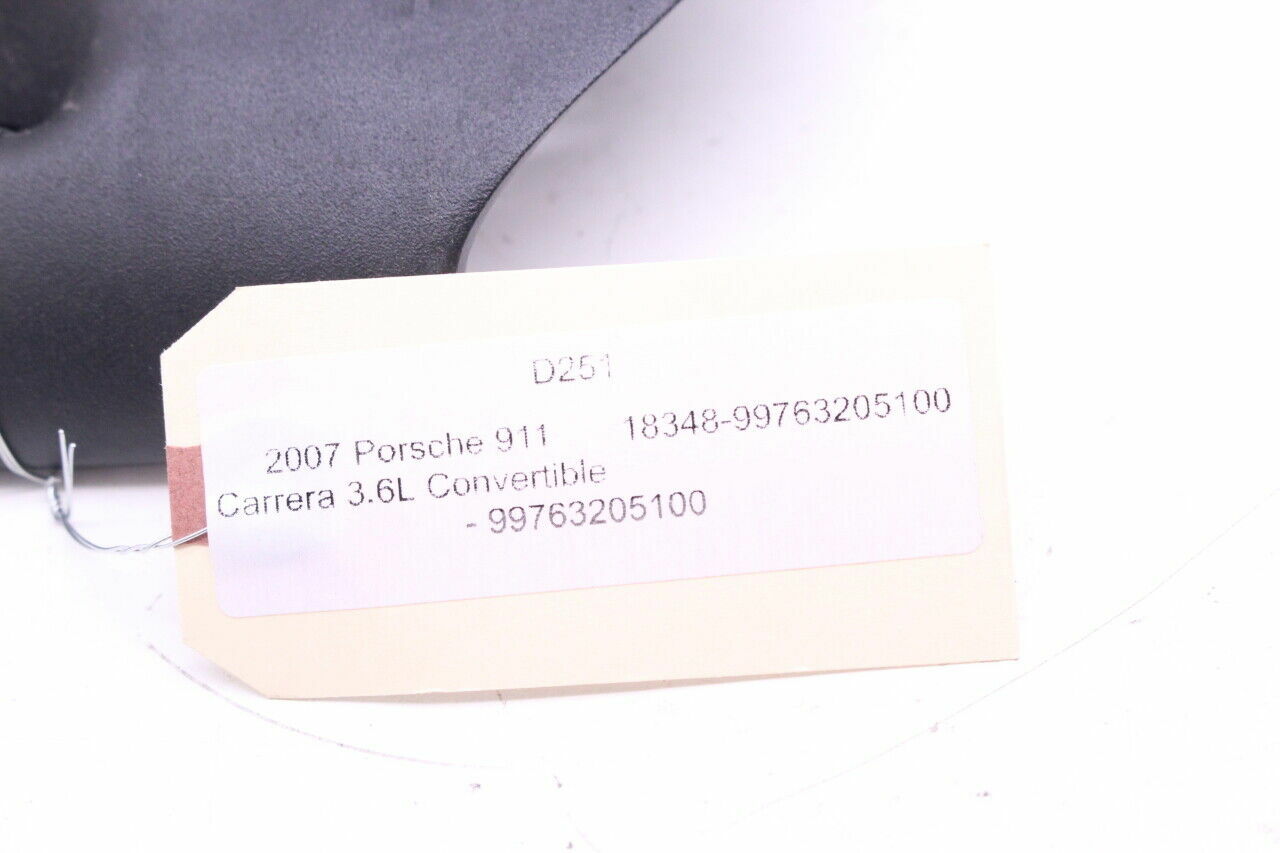 D251
2007 Porsche 911 18348-99763205100
Carrera 3.6L Convertible
- 99763205100